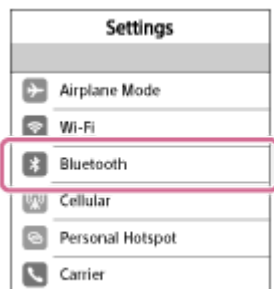 Settings
Airplane Mode
Wi-Fi
Bluetooth
Cellular
Personal Hotspot
Carrier